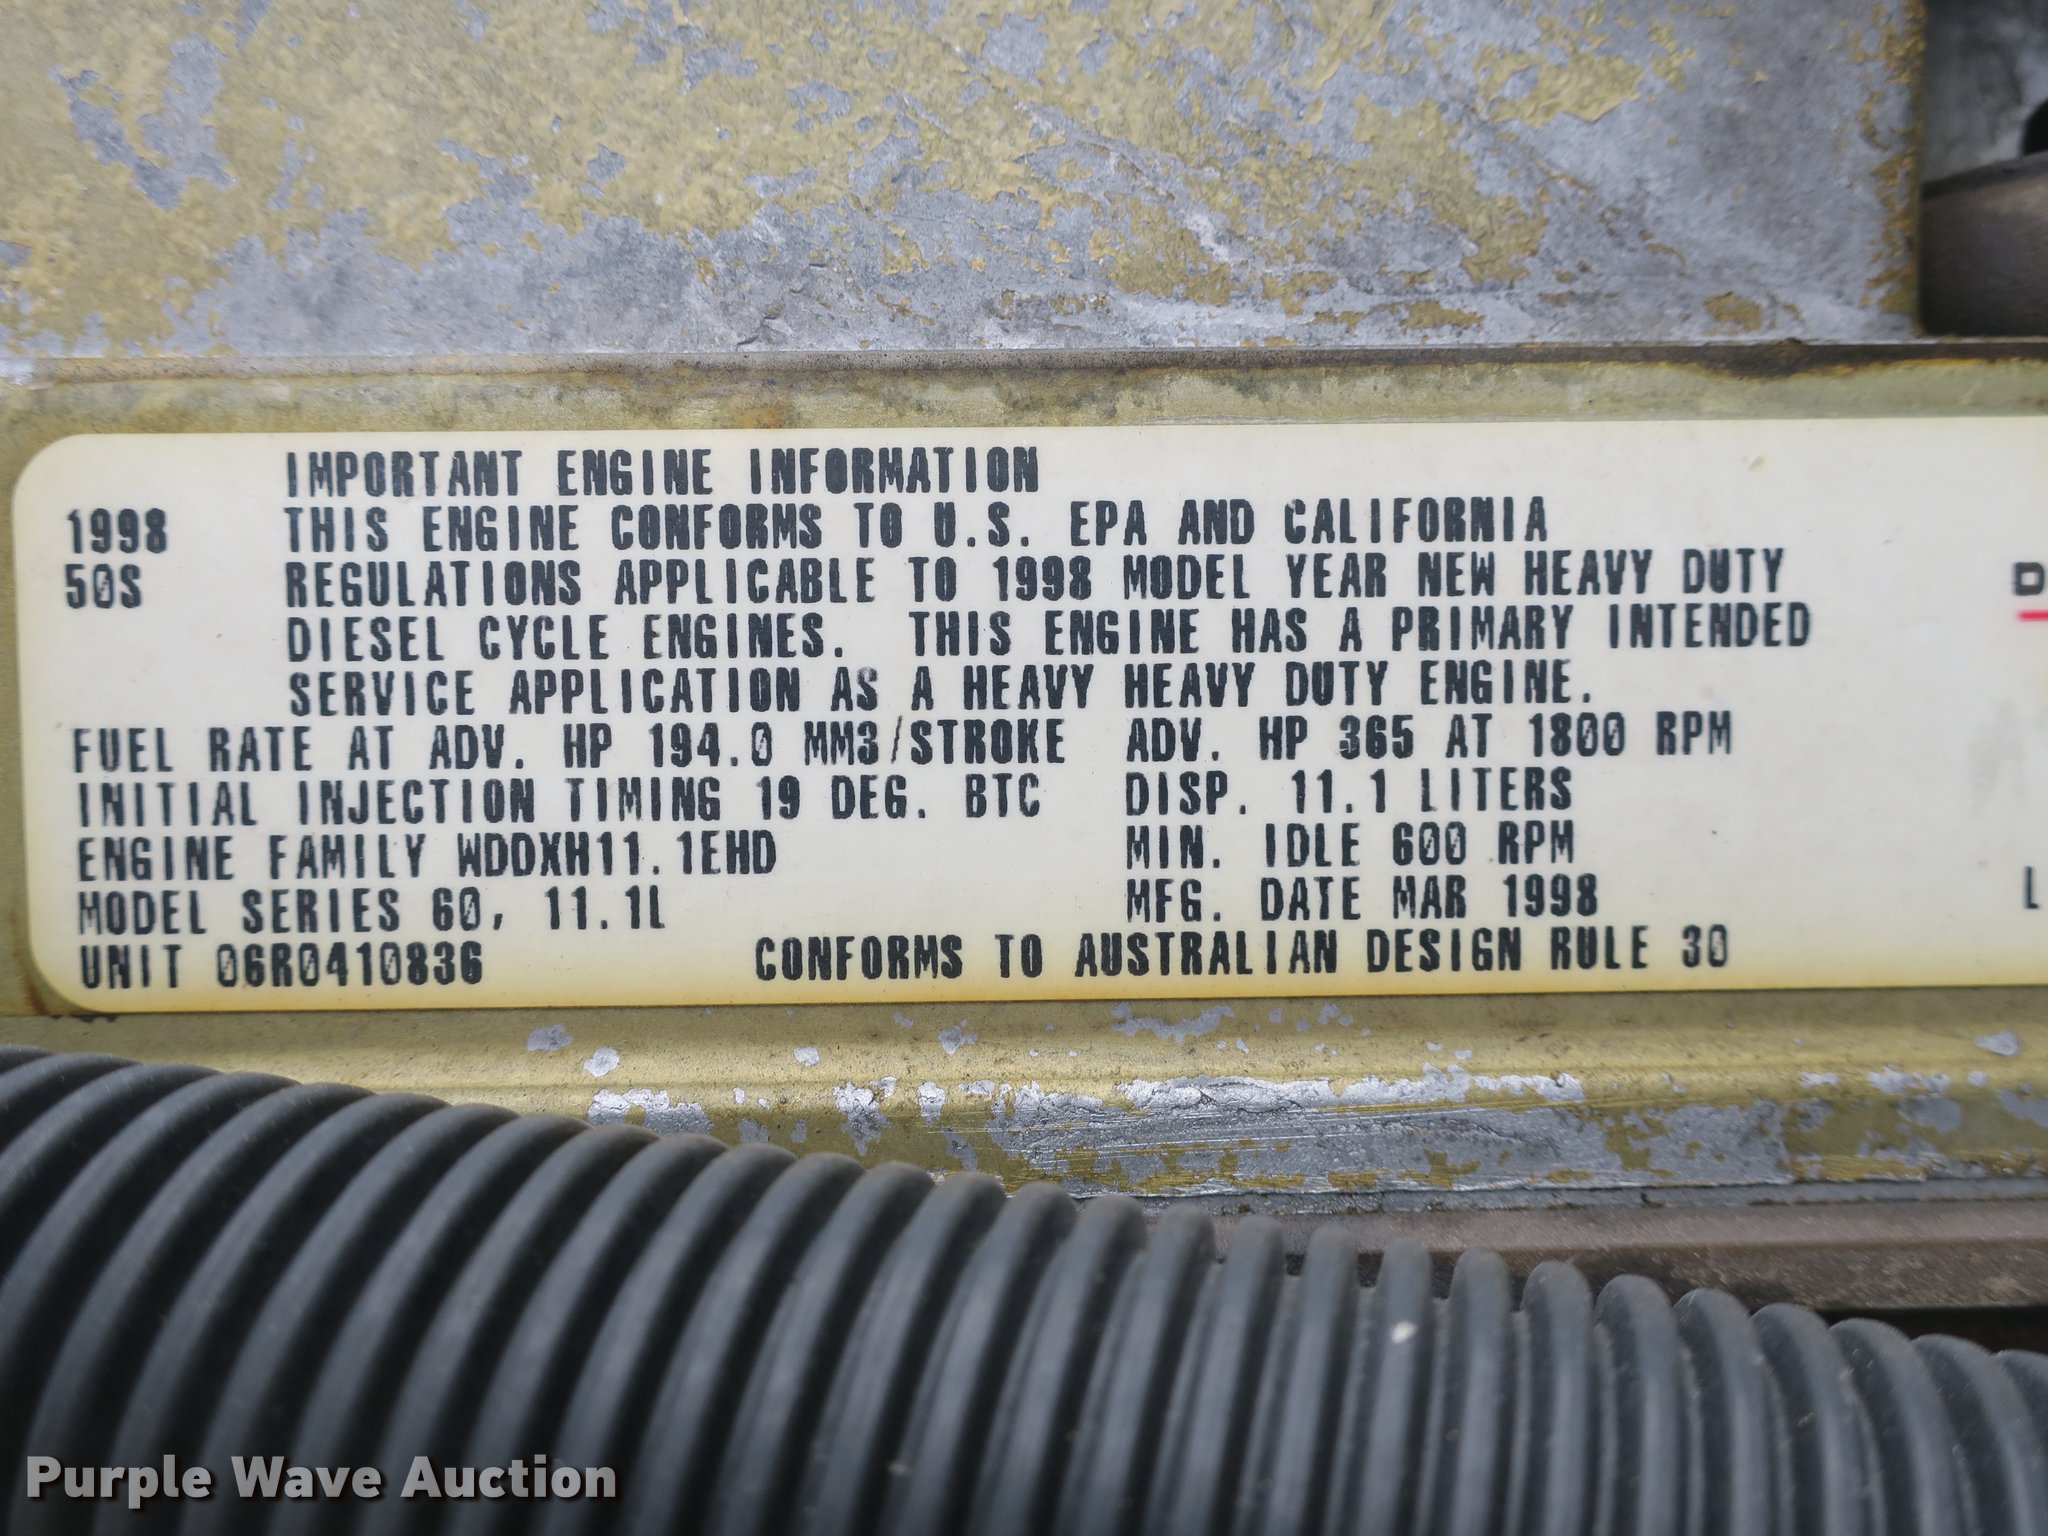 IMPORTANT ENGINE INFORMATION
1998 THIS ENGINE CONFORMS TO U.S. EPA AND CALIFORNIA
50S REGULATIONS APPLICABLE TO 1998 MODEL YEAR NEW HEAVY DUTY D
DIESEL CYCLE ENGINES. THIS ENGINE HAS A PRIMARY INTENDED
SERVICE APPLICATION AS A HEAVY HEAVY DUTY ENGINE.
FUEL RATE AT ADV. HP 194.0 MM3/STROKE ADV. HP 365 AT 1800 RPM
INITIAL INJECTION TIMING 19 DEG. BTC DISP. 11.1 LITERS
ENGINE FAMILY WDDXH11.1EHD MIN. IDLE 600 RPM
MODEL SERIES 60, 11.1L MFG. DATE MAR 1998 L
UNIT 06R0410836 CONFORMS TO AUSTRALIAN DESIGN RULE 30
Purple Wave Auction